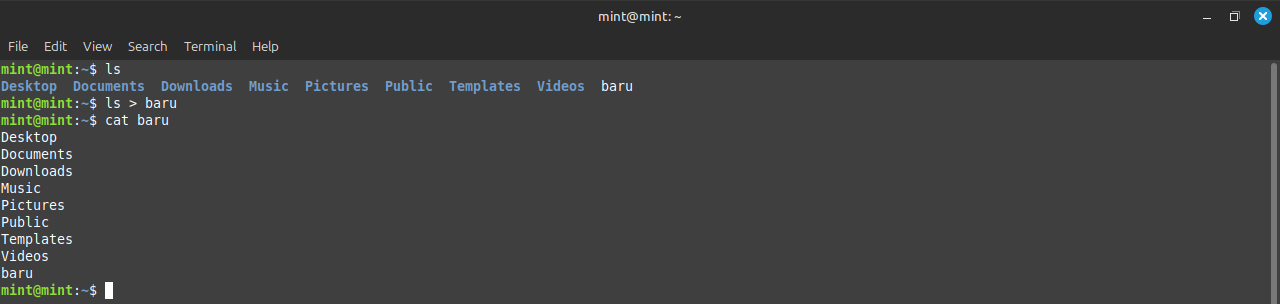 mint@mint:~
File Edit View Search Terminal Help
mint@mint:~$ ls
Desktop Documents Downloads Music Pictures Public Templates Videos baru
mint@mint:~$ ls > baru
mint@mint:~$ cat baru
Desktop
Documents
Downloads
Music
Pictures
Public
Templates
Videos
baru
mint@mint:~$